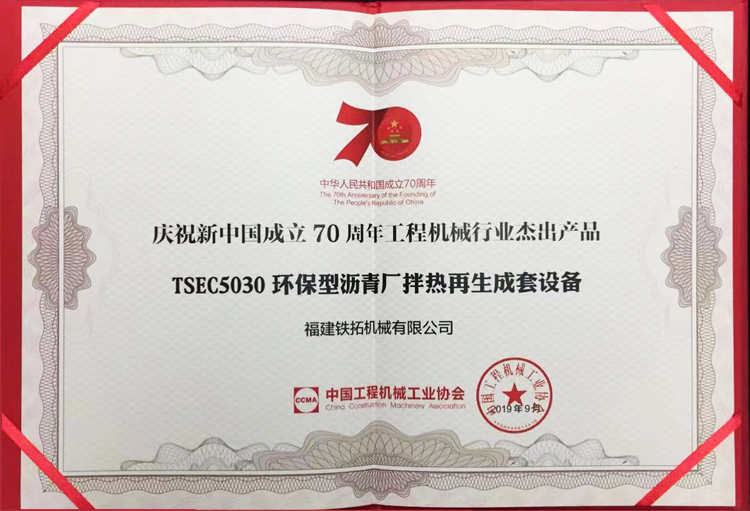 70
中华人民共和国成立70周年
The 70th Anniversary of the Founding of
The People's Republic of China
庆祝新中国成立 70 周年工程机械行业杰出产品
TSEC5030 环保型沥青厂拌热再生成套设备
福建铁拓机械有限公司
CCMA 中国工程机械工业协会
China Construction Machinery Association
中国工程机械工业协会
2019年9月